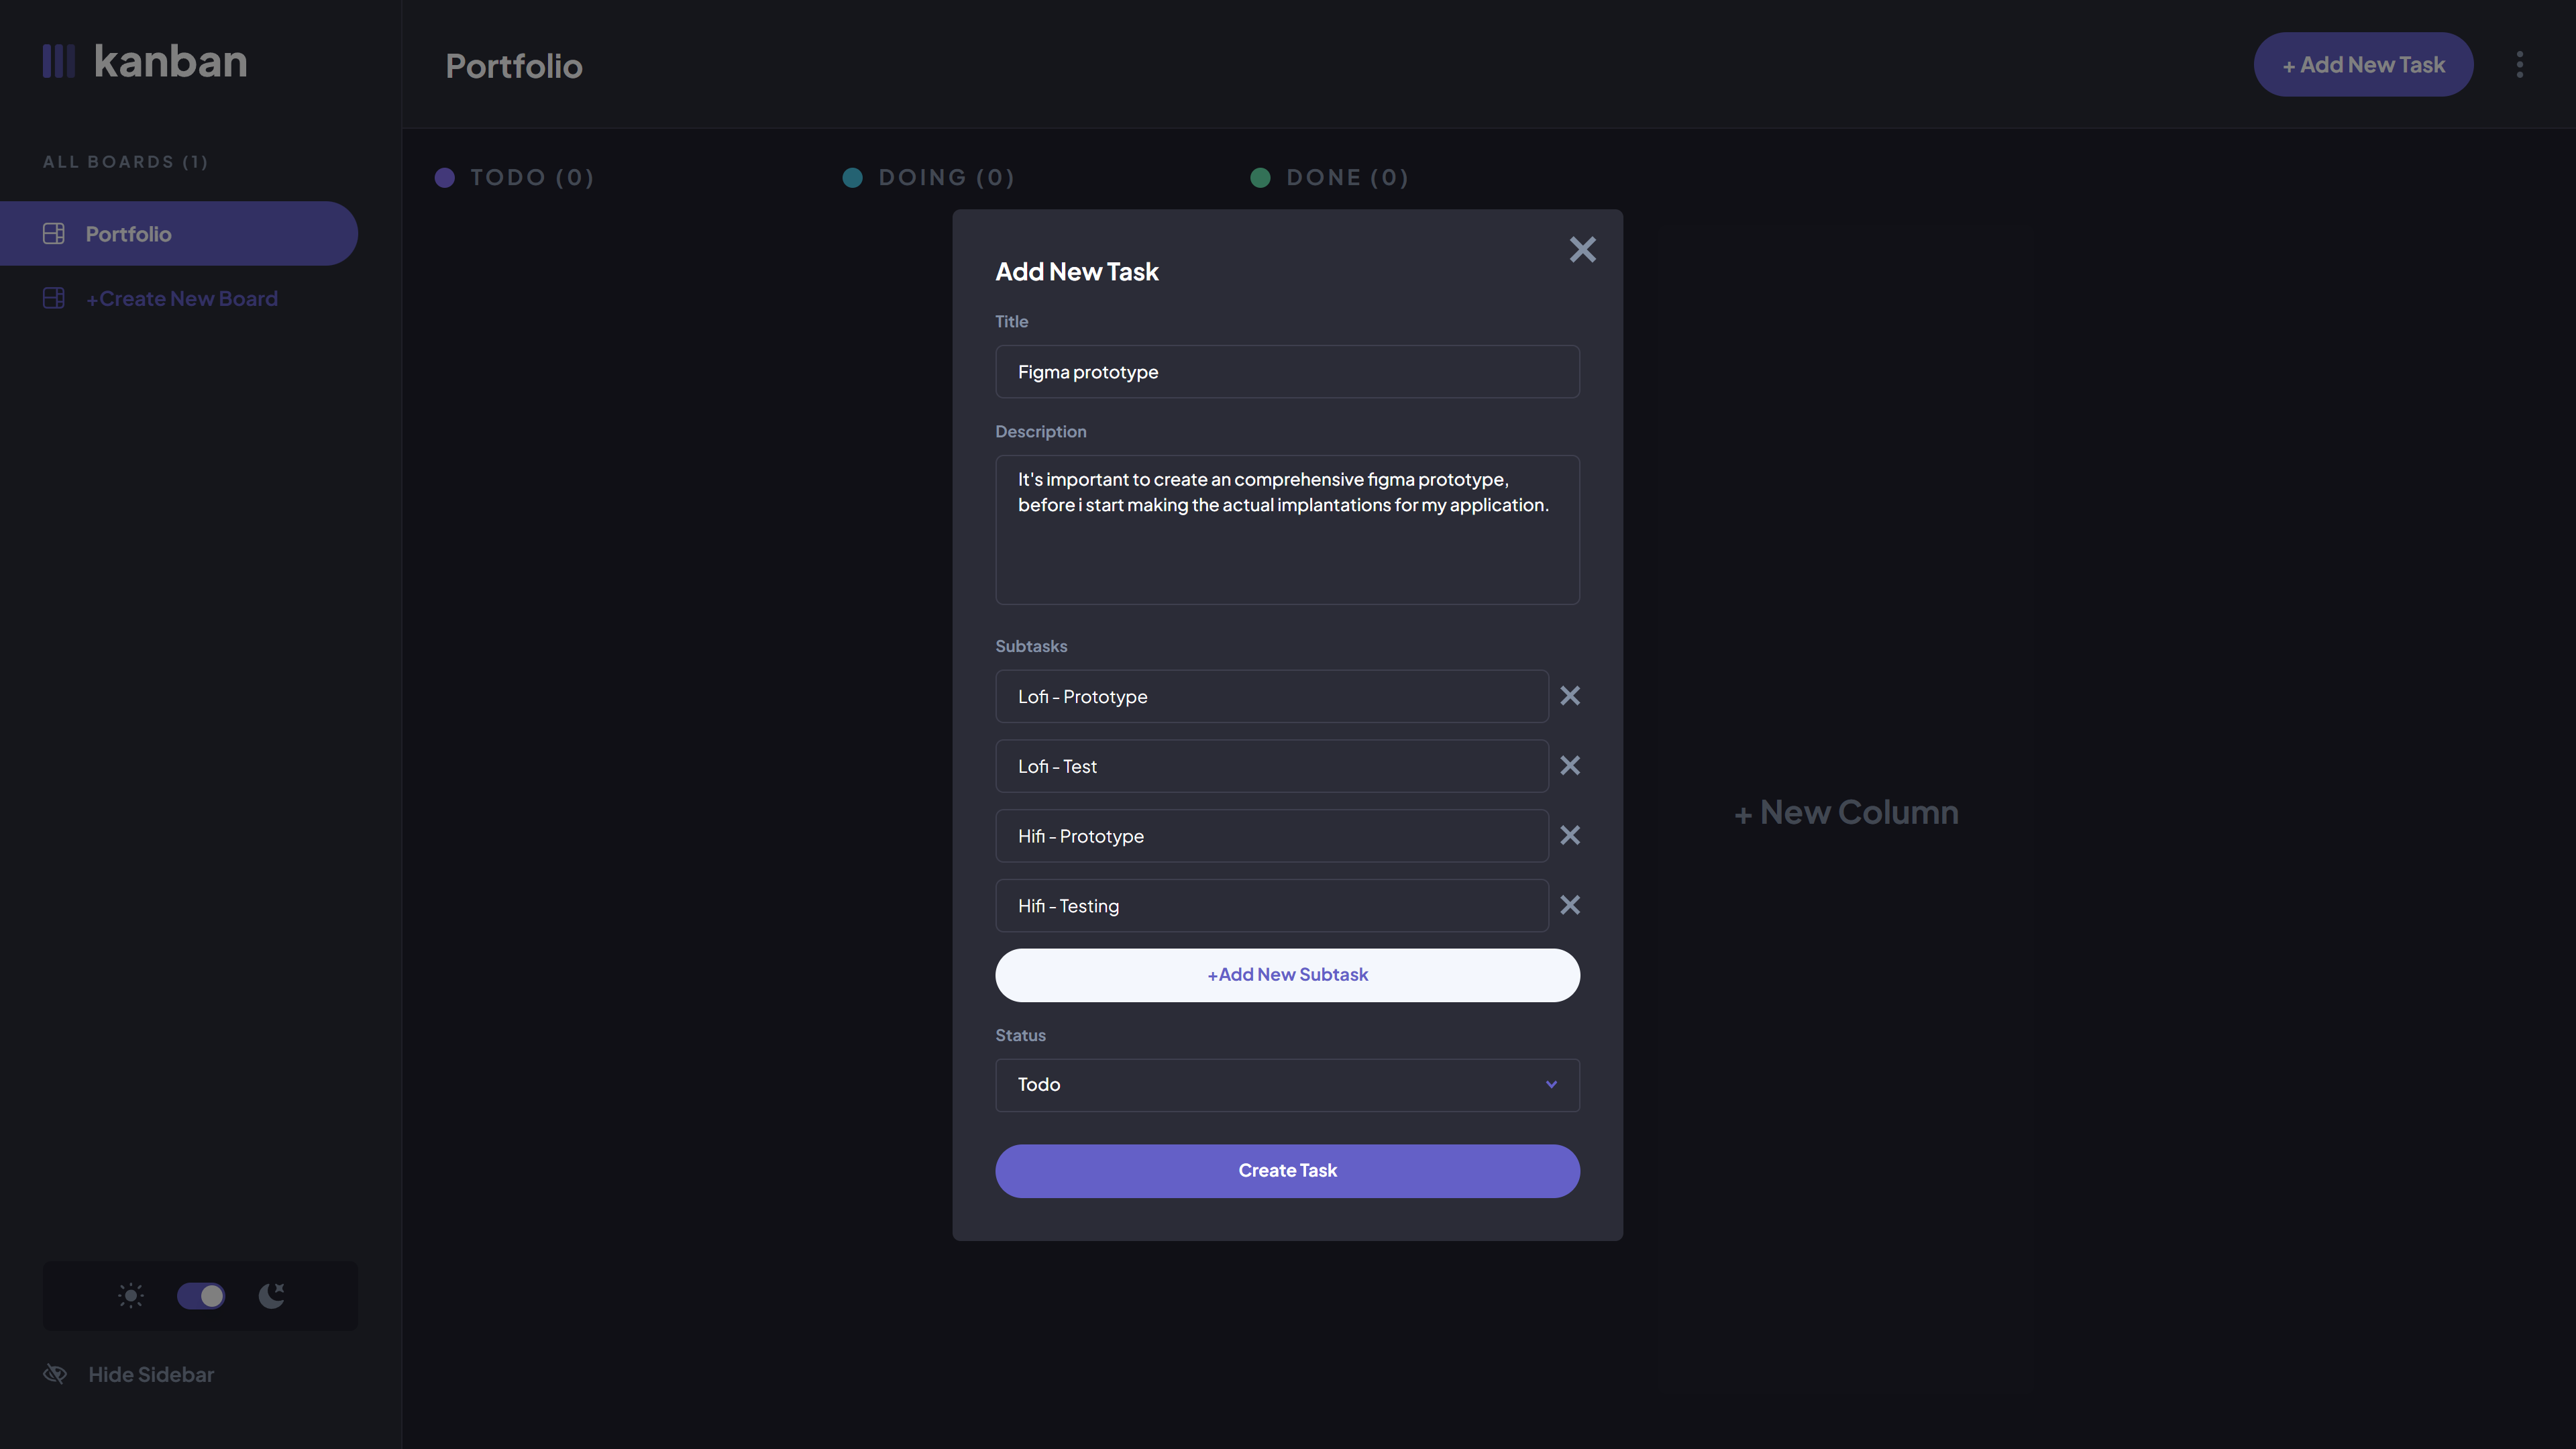 kanban
ALL BOARDS (1)
Portfolio
+Create New Board
Hide Sidebar
Portfolio
+ Add New Task
TODO (0)
DOING (0)
DONE (0)
+ New Column
Add New Task
Title
Figma prototype
Description
It's important to create an comprehensive figma prototype,
before i start making the actual implantations for my application.
Subtasks
Lofi - Prototype
Lofi - Test
Hifi - Prototype
Hifi - Testing
+Add New Subtask
Status
Todo
Create Task